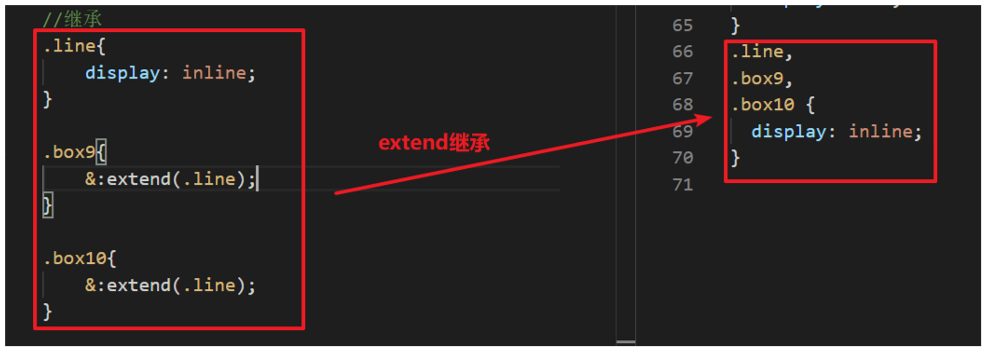 //继承
.line{
display: inline;
}
.box9{
&:extend(.line);
}
.box10{
&:extend(.line);
}
extend继承
65 }
66 .line,
67 .box9,
68 .box10 {
69 display: inline;
70 }
71